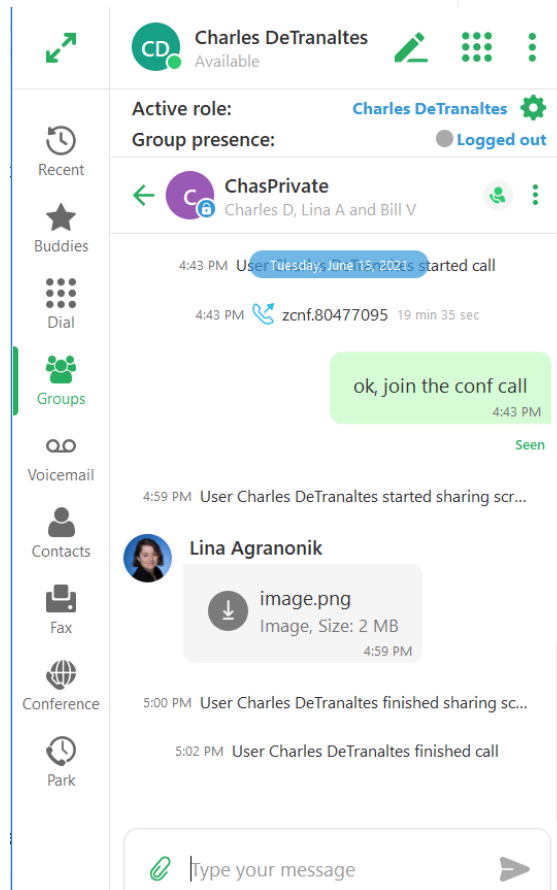 CD
Charles DeTranaltes
Available
Active role:
Charles DeTranaltes
Group presence:
Logged out
Recent
Buddies
Dial
Groups
Voicemail
Contacts
Fax
Conference
Park
C
ChasPrivate
Charles D, Lina A and Bill V
4:43 PM User Charles DeTranaltes started call
Tuesday, June 15, 2021
4:43 PM zcnf.80477095 19 min 35 sec
ok, join the conf call
4:43 PM
Seen
4:59 PM User Charles DeTranaltes started sharing scr...
Lina Agranonik
image.png
Image, Size: 2 MB
4:59 PM
5:00 PM User Charles DeTranaltes finished sharing sc...
5:02 PM User Charles DeTranaltes finished call
Type your message